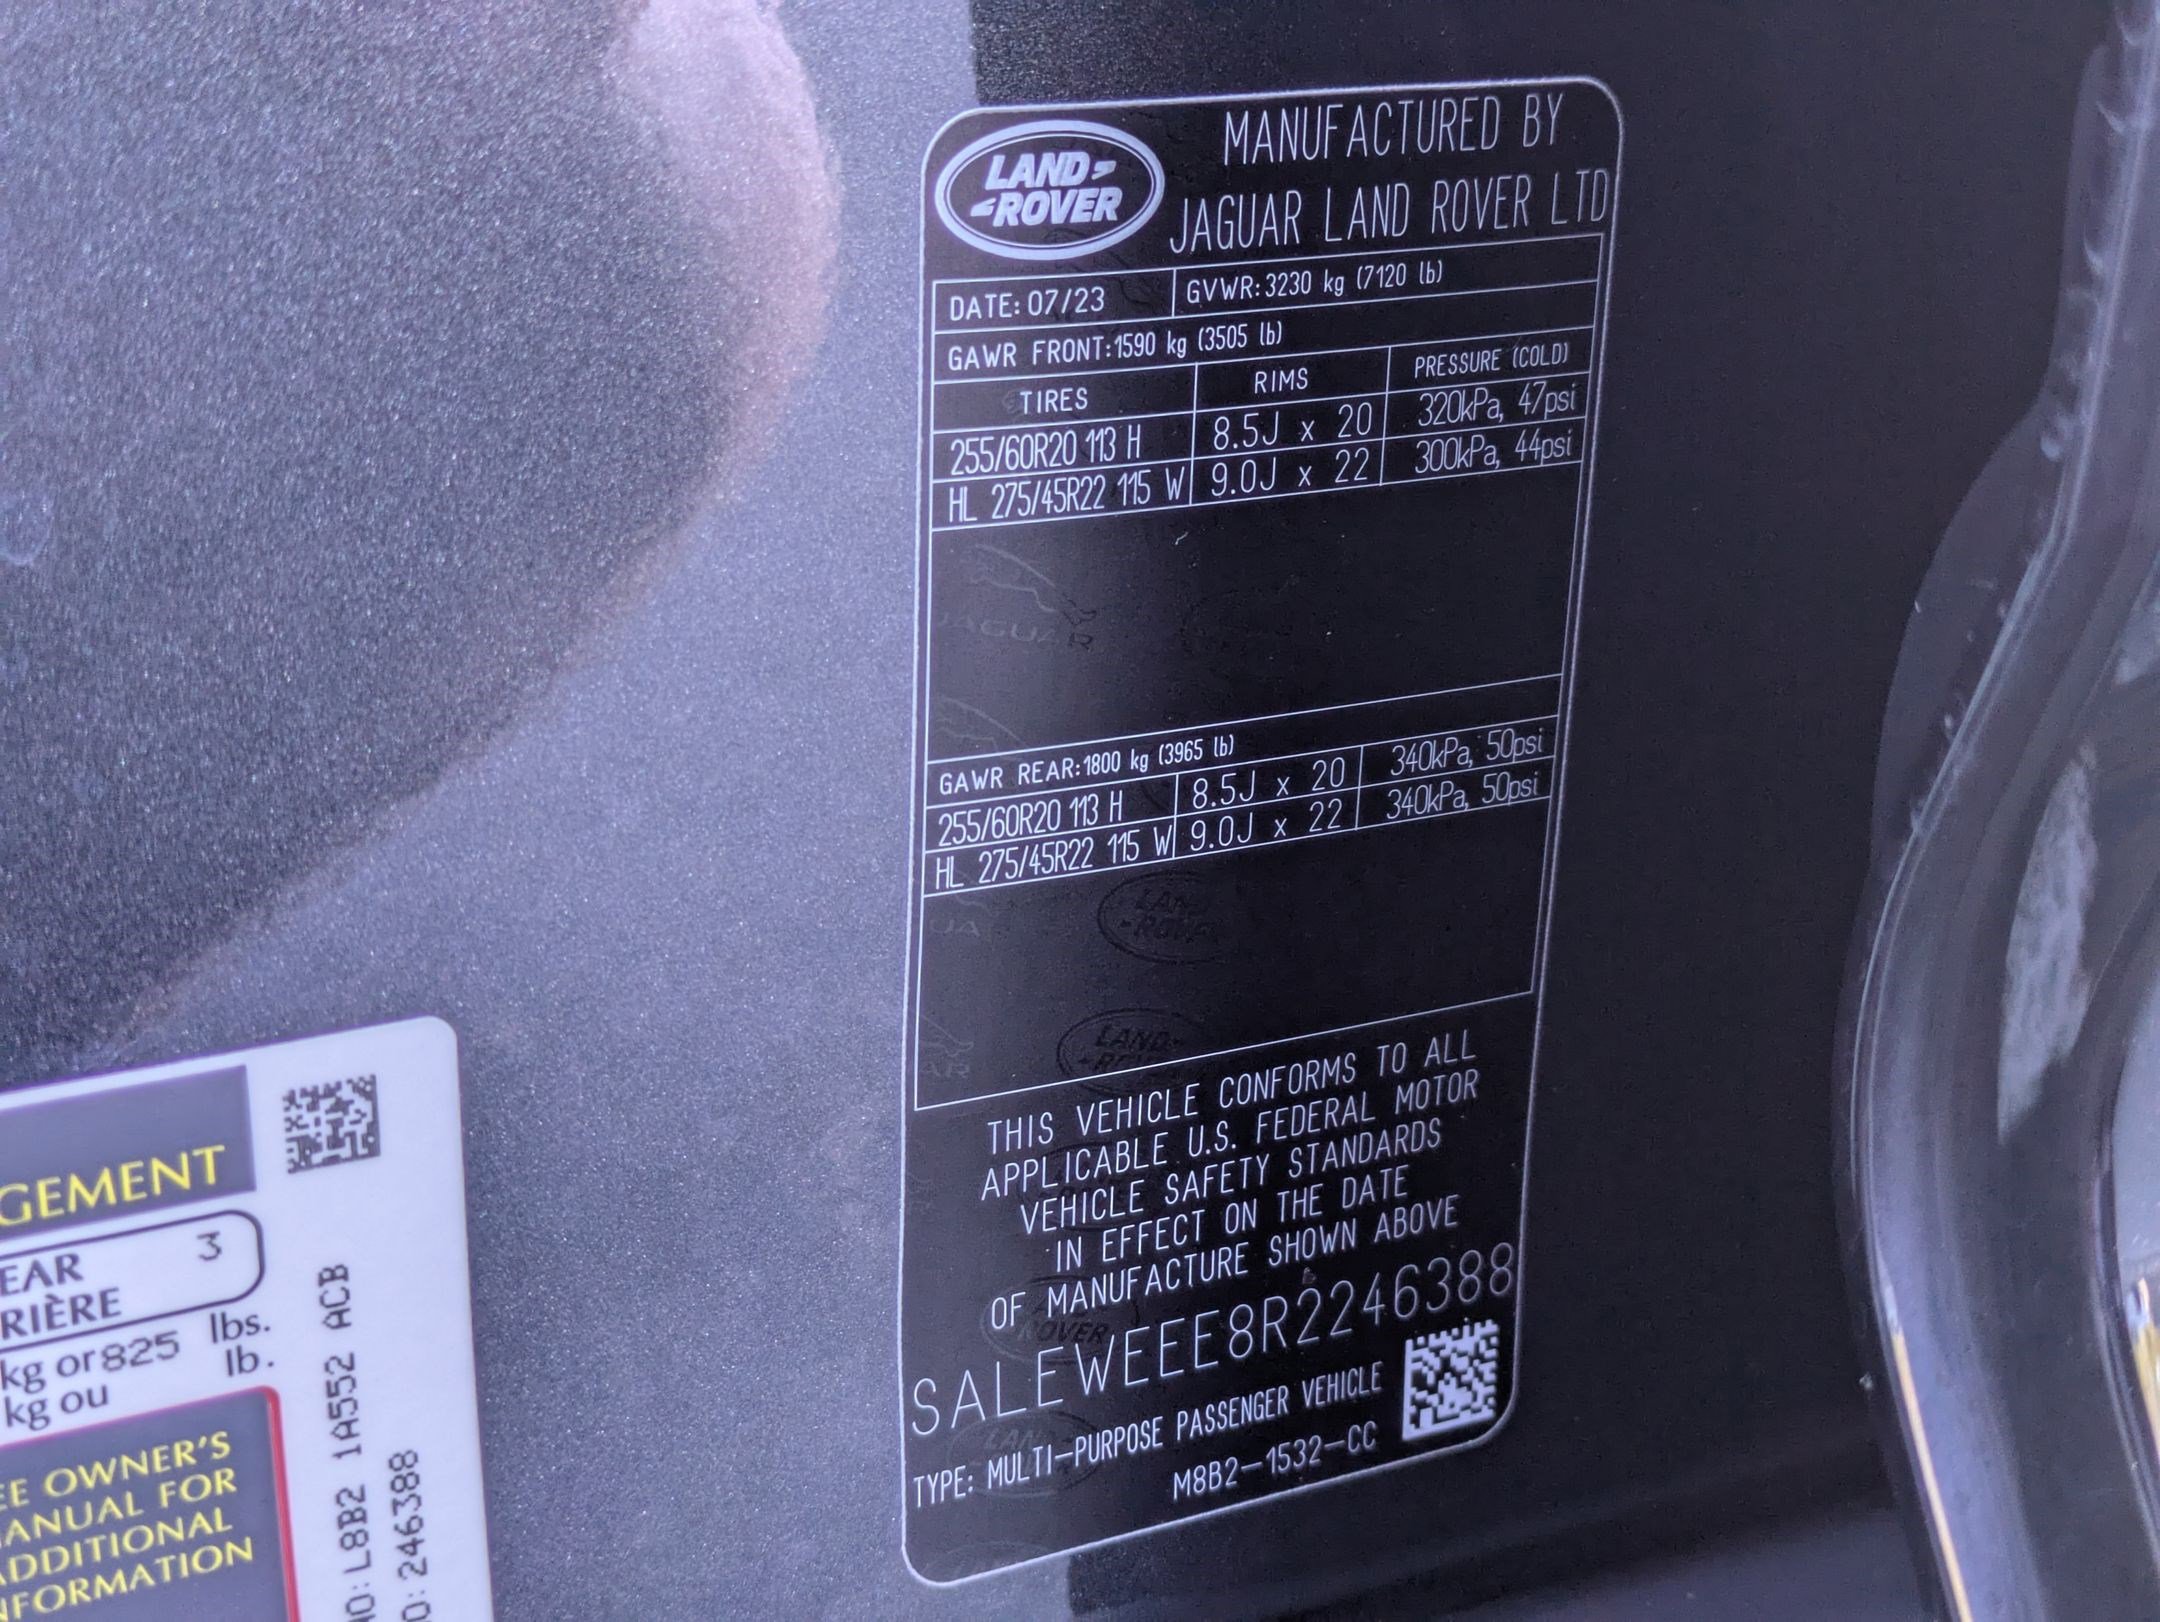 LAND ROVER
MANUFACTURED BY
JAGUAR LAND ROVER LTD
DATE: 07/23 GVWR: 3230 kg (7120 lb)
GAWR FRONT: 1590 kg (3505 lb)
TIRES RIMS PRESSURE (COLD)
255/60R20 113 H 8.5J x 20 320kPa, 47psi
HL 275/45R22 115 W 9.0J x 22 300kPa, 44psi
JAGUAR
GAWR REAR: 1800 kg (3965 lb)
255/60R20 113 H 8.5J x 20 340kPa, 50psi
HL 275/45R22 115 W 9.0J x 22 340kPa, 50psi
THIS VEHICLE CONFORMS TO ALL
APPLICABLE U.S. FEDERAL MOTOR
VEHICLE SAFETY STANDARDS
IN EFFECT ON THE DATE
OF MANUFACTURE SHOWN ABOVE
SALEWEEE8R2246388
TYPE: MULTI-PURPOSE PASSENGER VEHICLE
M8B2-1532-CC
GEMENT
EAR 3
RIÈRE
kg or 825 lbs.
kg ou lb.
EE OWNER'S
ANUAL FOR
ADDITIONAL
NFORMATION
NO: L8B2 1A552 ACB
O: 246388